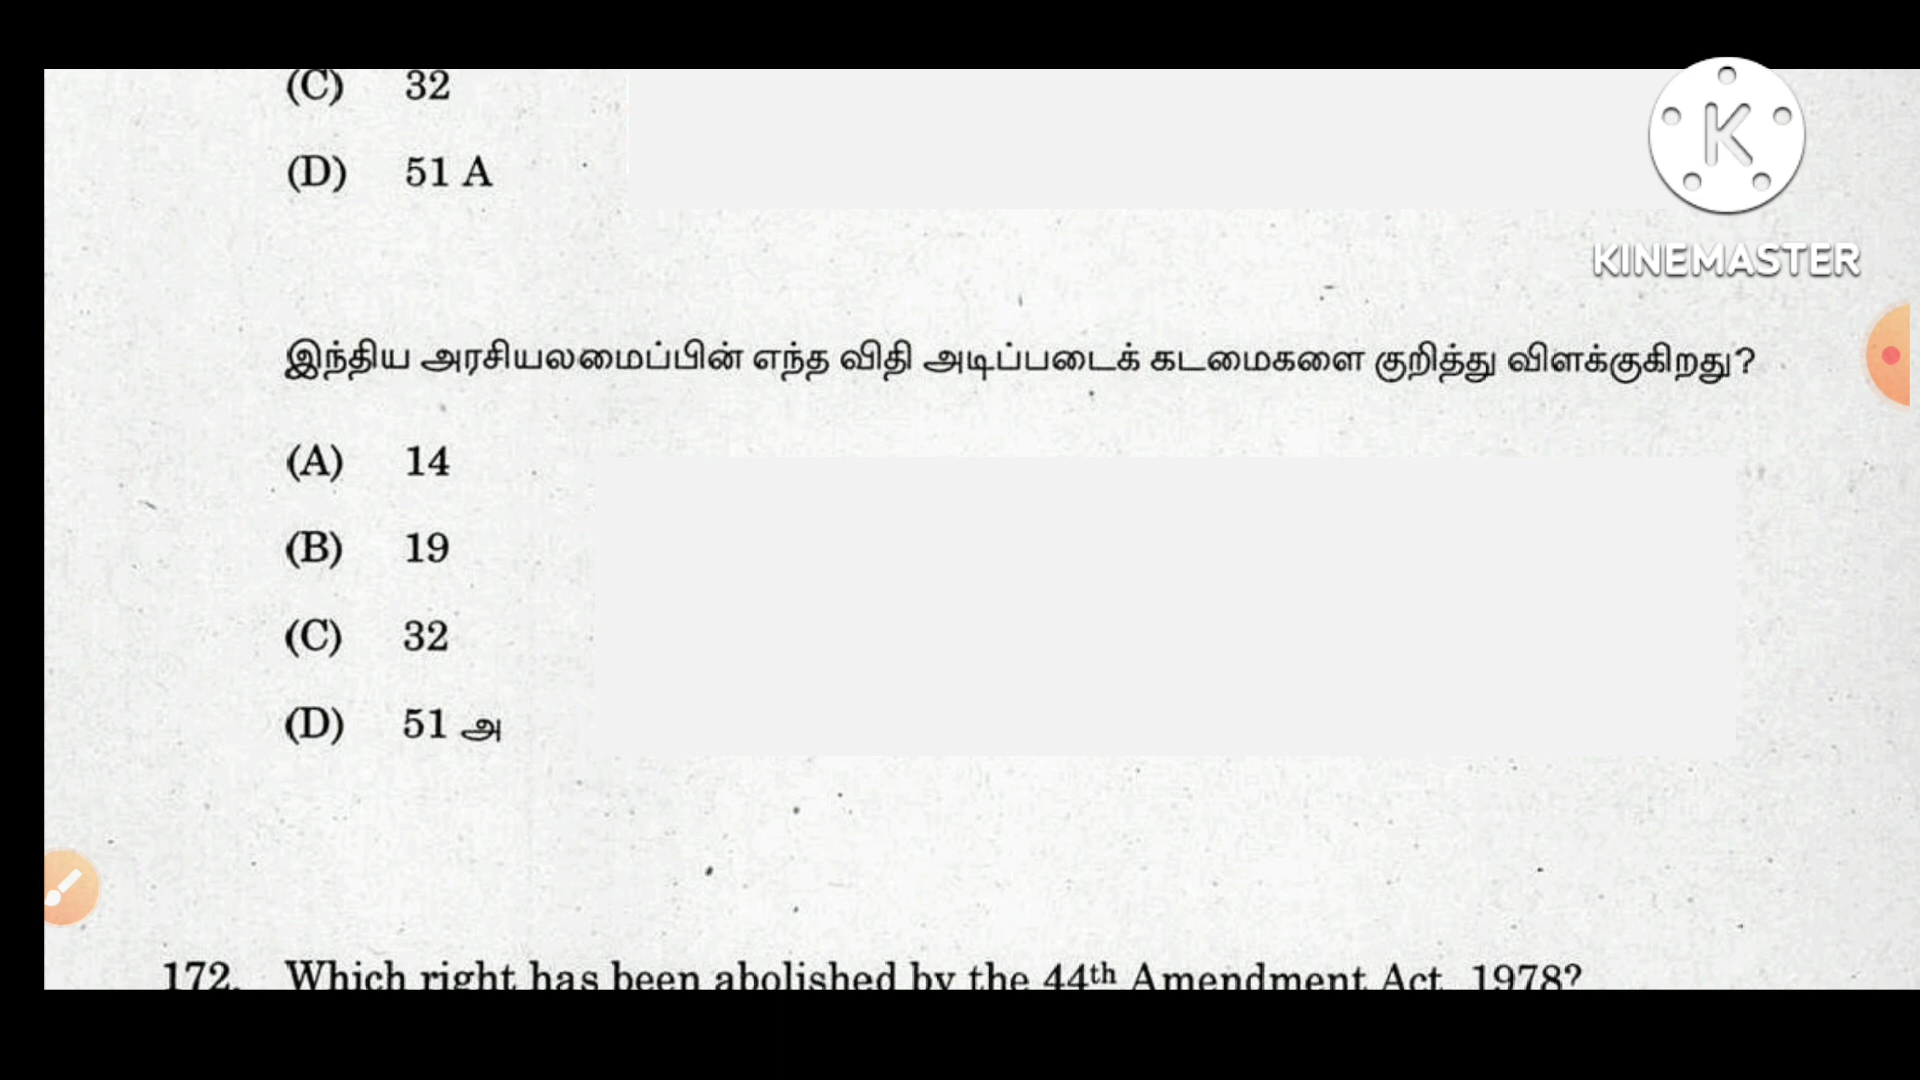 (C) 32
(D) 51 A
K
KINEMASTER
இந்திய அரசியலமைப்பின் எந்த விதி அடிப்படைக் கடமைகளை குறித்து விளக்குகிறது?
(A) 14
(B) 19
(C) 32
(D) 51 அ
172. Which right has been abolished by the 44th Amendment Act, 1978?